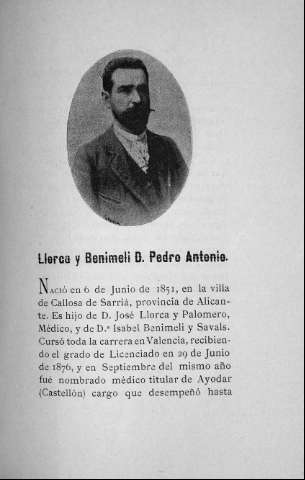 Llorca y Benimeli D. Pedro Antonio.
NACIÓ en 6 de Junio de 1851, en la villa
de Callosa de Sarriá, provincia de Alican-
te. Es hijo de D. José Llorca y Palomero,
Médico, y de D.ª Isabel Benimeli y Savals.
Cursó toda la carrera en Valencia, recibien-
do el grado de Licenciado en 29 de Junio
de 1876, y en Septiembre del mismo año
fué nombrado médico titular de Ayodar
(Castellón) cargo que desempeñó hasta